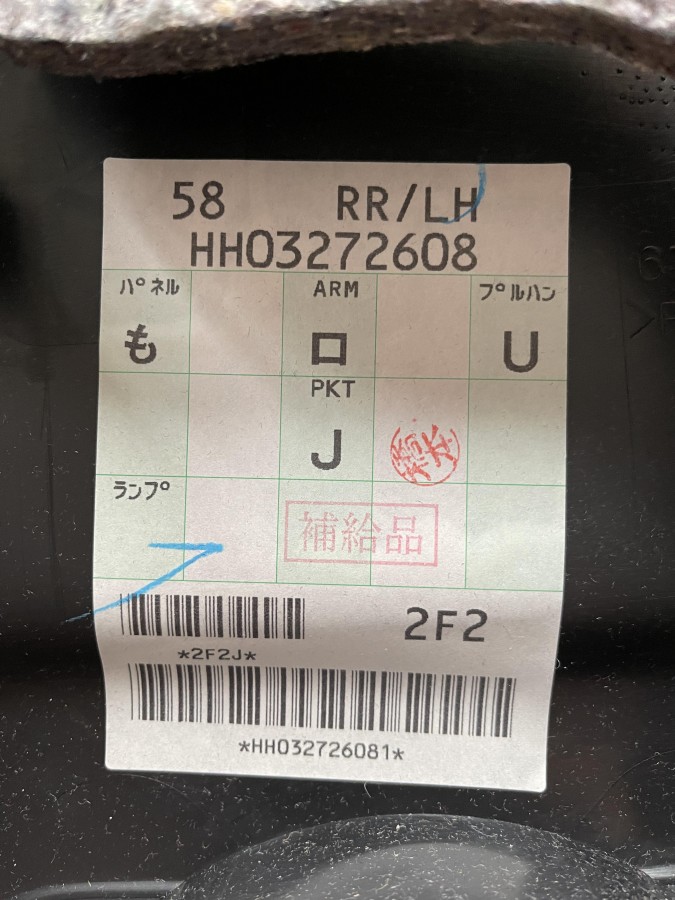 58 RR/LH
HH03272608
パネル ARM プルハン
も ロ U
PKT
J
ランプ
補給品
2F2
*2F2J*
*HH032726081*